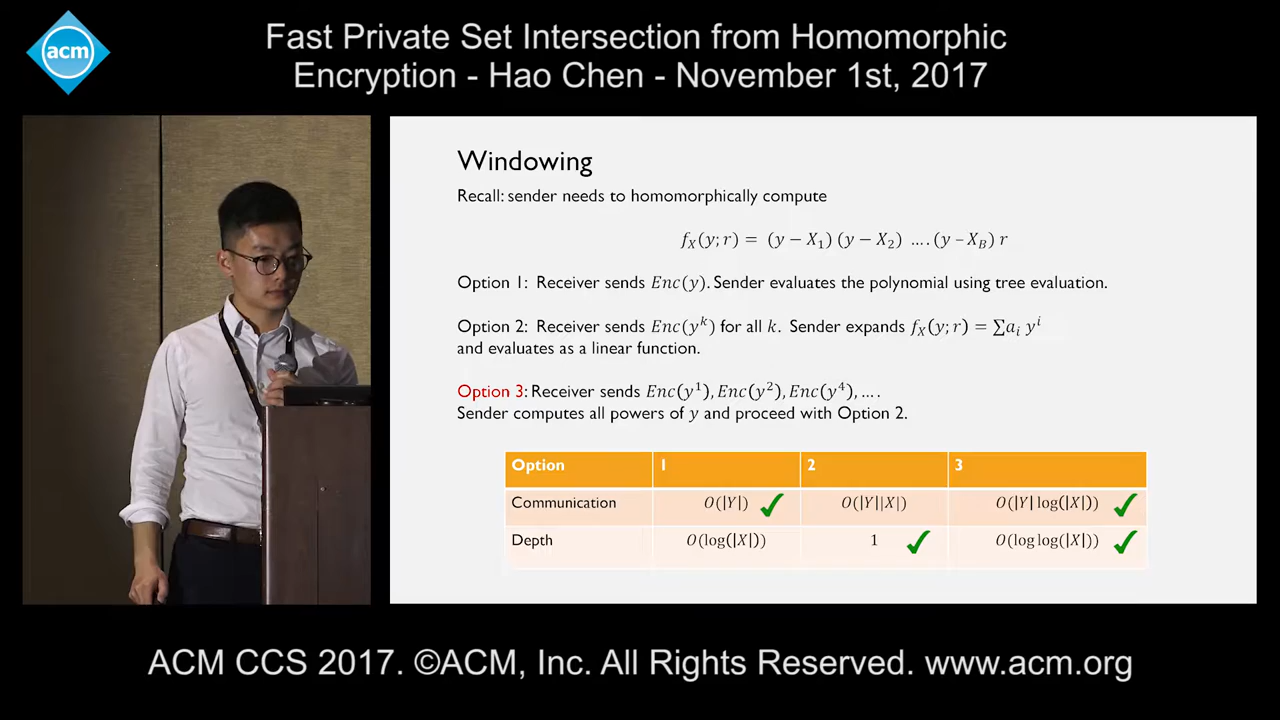 acm
Fast Private Set Intersection from Homomorphic
Encryption - Hao Chen - November 1st, 2017
Windowing
Recall: sender needs to homomorphically compute
f_X(y; r) = (y − X_1) (y − X_2) .... (y − X_B) r
Option 1: Receiver sends Enc(y). Sender evaluates the polynomial using tree evaluation.
Option 2: Receiver sends Enc(y^k) for all k. Sender expands f_X(y; r) = ∑a_i y^i
and evaluates as a linear function.
Option 3: Receiver sends Enc(y^1), Enc(y^2), Enc(y^4), ....
Sender computes all powers of y and proceed with Option 2.
Option 1 2 3
Communication O(|Y|) ✓ O(|Y||X|) O(|Y| log(|X|)) ✓
Depth O(log(|X|)) 1 ✓ O(log log(|X|)) ✓
ACM CCS 2017. ©ACM, Inc. All Rights Reserved. www.acm.org